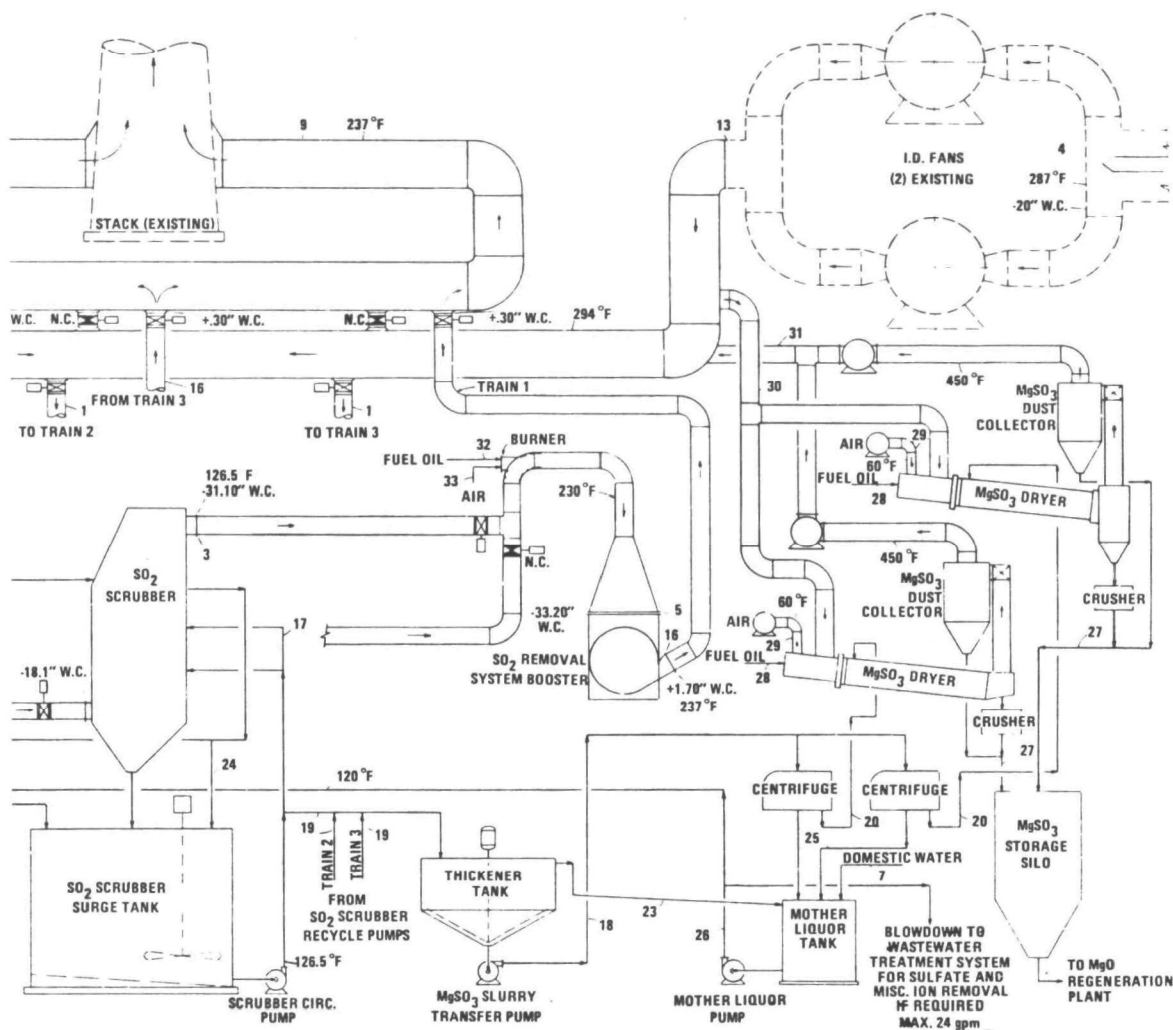 9
237 °F
13
I.D. FANS
(2) EXISTING
4
287 °F
-20" W.C.
STACK (EXISTING)
W.C.
N.C.
+.30" W.C.
N.C.
+.30" W.C.
294 °F
31
16
FROM TRAIN 3
TRAIN 1
30
450 °F
MgSO3
DUST
COLLECTOR
1
TO TRAIN 2
1
TO TRAIN 3
32
BURNER
FUEL OIL
33
AIR
AIR
29
60 °F
FUEL OIL
28
MgSO3 DRYER
126.5 F
-31.10" W.C.
230 °F
3
N.C.
450 °F
MgSO3
DUST
COLLECTOR
CRUSHER
SO2
SCRUBBER
17
-33.20"
W.C.
5
16
60 °F
AIR
29
27
SO2 REMOVAL
SYSTEM BOOSTER
FUEL OIL
28
MgSO3 DRYER
-18.1" W.C.
+1.70" W.C.
237 °F
CRUSHER
27
24
120 °F
CENTRIFUGE
CENTRIFUGE
20
20
25
19
19
TRAIN 2
TRAIN 3
DOMESTIC WATER
7
MgSO3
STORAGE
SILO
SO2 SCRUBBER
SURGE TANK
THICKENER
TANK
FROM
SO2 SCRUBBER
RECYCLE PUMPS
23
18
26
MOTHER
LIQUOR
TANK
126.5 °F
SCRUBBER CIRC.
PUMP
MgSO3 SLURRY
TRANSFER PUMP
MOTHER LIQUOR
PUMP
BLOWDOWN TO
WASTEWATER
TREATMENT SYSTEM
FOR SULFATE AND
MISC. ION REMOVAL
IF REQUIRED
MAX. 24 gpm
TO MgO
REGENERATION
PLANT